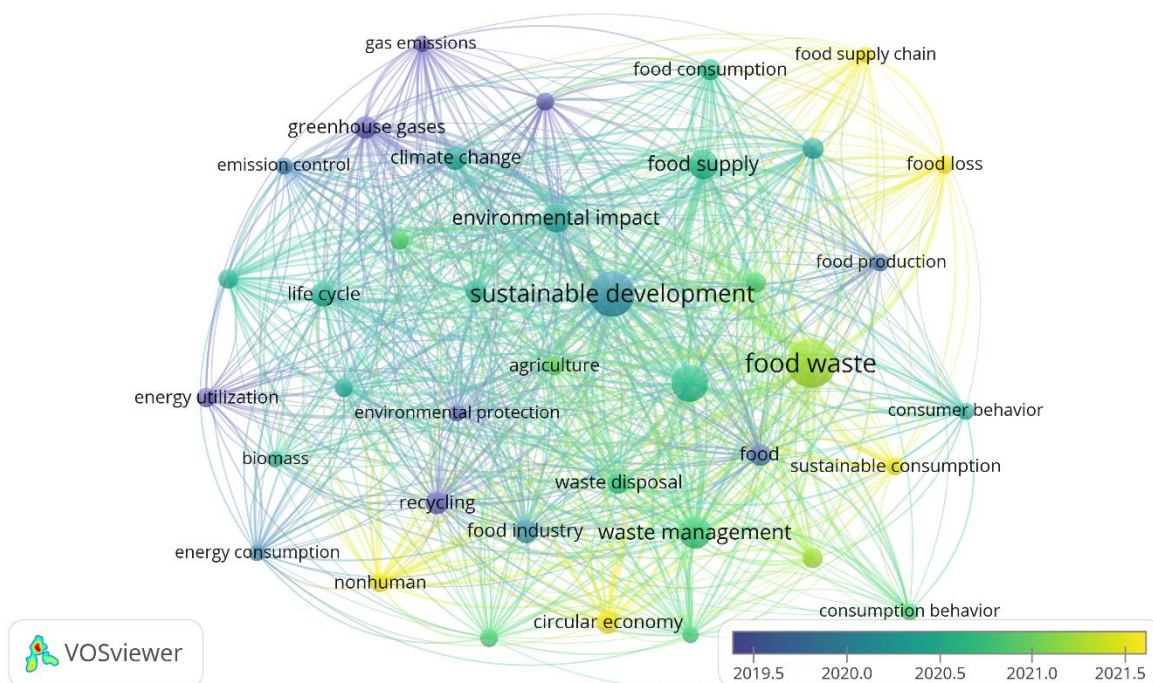 gas emissions
food supply chain
food consumption
greenhouse gases
climate change
emission control
food supply
food loss
environmental impact
food production
life cycle
sustainable development
agriculture
food waste
energy utilization
environmental protection
consumer behavior
biomass
food
sustainable consumption
waste disposal
recycling
food industry
waste management
energy consumption
nonhuman
consumption behavior
circular economy
VOSviewer
2019.5 2020.0 2020.5 2021.0 2021.5